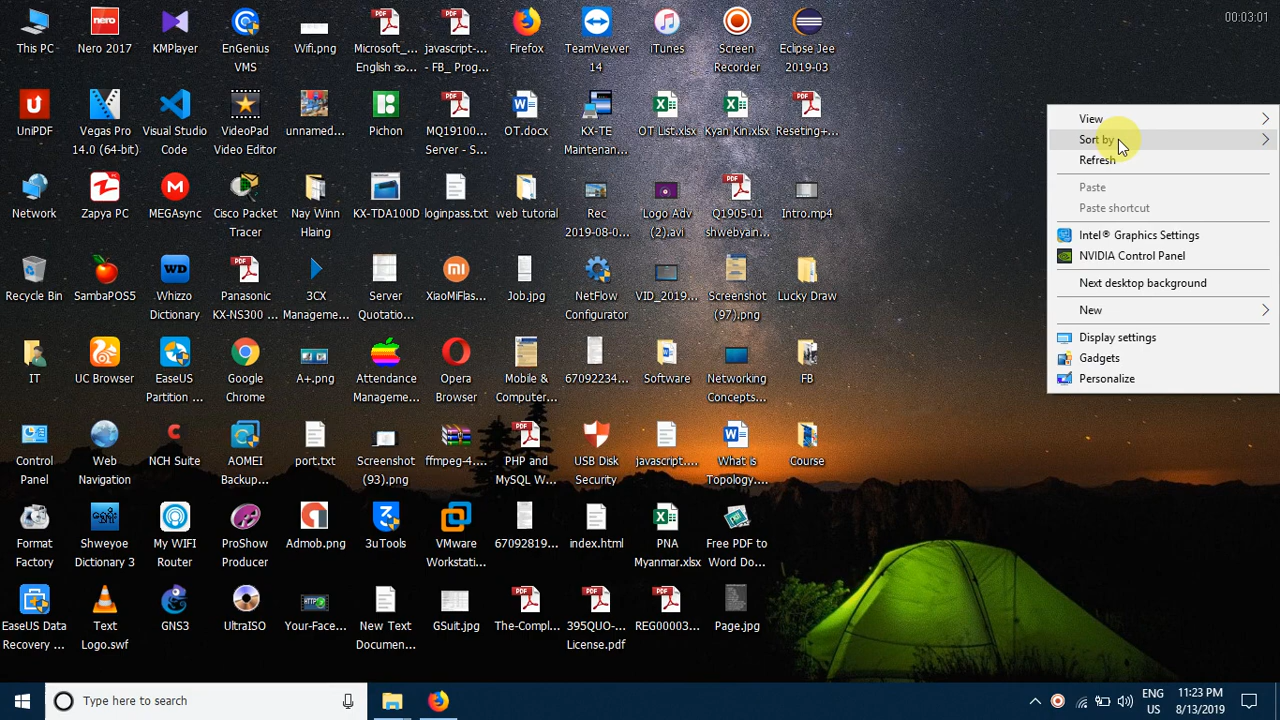 00:03:01
This PC
Nero 2017
KMPlayer
EnGenius
VMS
Wifi.png
Microsoft_...
English အခ...
javascript-...
- FB_ Prog...
Firefox
TeamViewer
14
iTunes
Screen
Recorder
Eclipse Jee
2019-03
UniPDF
Vegas Pro
14.0 (64-bit)
Visual Studio
Code
VideoPad
Video Editor
unnamed...
Pichon
MQ19100...
Server - S...
OT.docx
KX-TE
Maintenan...
OT List.xlsx
Kyan Kin.xlsx
Reseting+...
Network
Zapya PC
MEGAsync
Cisco Packet
Tracer
Nay Winn
Hlaing
KX-TDA100D
loginpass.txt
web tutorial
Rec
2019-08-0...
Logo Adv
(2).avi
Q1905-01
shwebyain...
Intro.mp4
Recycle Bin
SambaPOS5
WD
Whizzo
Dictionary
Panasonic
KX-NS300 ...
3CX
Manageme...
Server
Quotatio...
XiaoMiFlas...
Job.jpg
NetFlow
Configurator
VID_2019...
Screenshot
(97).png
Lucky Draw
IT
UC Browser
EaseUS
Partition ...
Google
Chrome
A+.png
Attendance
Manageme...
Opera
Browser
Mobile &
Computer...
67092234...
Software
Networking
Concepts...
FB
Control
Panel
Web
Navigation
NCH Suite
AOMEI
Backup...
port.txt
Screenshot
(93).png
ffmpeg-4....
PHP and
MySQL W...
USB Disk
Security
javascript....
What is
Topology....
Course
Format
Factory
Shweyoe
Dictionary 3
My WIFI
Router
ProShow
Producer
Admob.png
3uTools
VMware
Workstati...
67092819...
index.html
PNA
Myanmar.xlsx
Free PDF to
Word Do...
EaseUS Data
Recovery ...
Text
Logo.swf
GNS3
UltraISO
Your-Face...
New Text
Documen...
GSuit.jpg
The-Compl...
395QUO-...
License.pdf
REG00003...
Page.jpg
View
Sort by
Refresh
Paste
Paste shortcut
Intel® Graphics Settings
NVIDIA Control Panel
Next desktop background
New
Display settings
Gadgets
Personalize
Type here to search
ENG
US
11:23 PM
8/13/2019